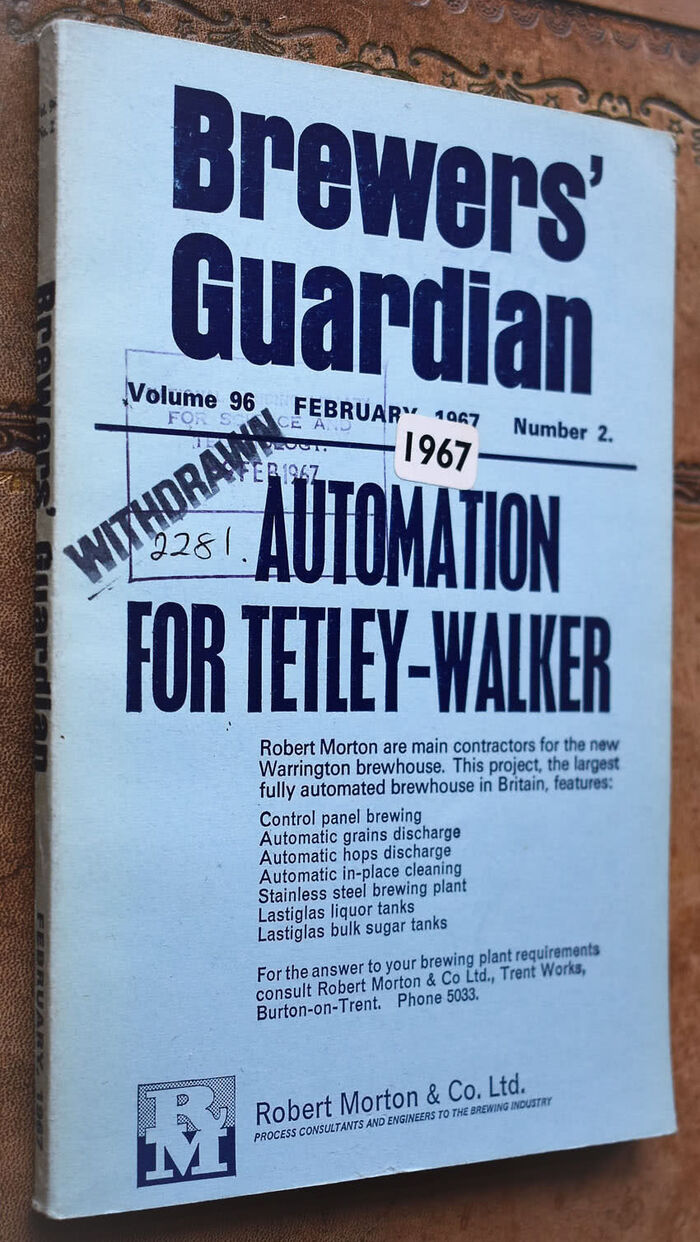 Brewers'
Guardian
Volume 96 FEBRUARY 1967 Number 2.
FOR SCIENCE AND
FEB 1967
WITHDRAWN
2281.
1967
AUTOMATION
FOR TETLEY-WALKER
Robert Morton are main contractors for the new
Warrington brewhouse. This project, the largest
fully automated brewhouse in Britain, features:
Control panel brewing
Automatic grains discharge
Automatic hops discharge
Automatic in-place cleaning
Stainless steel brewing plant
Lastiglas liquor tanks
Lastiglas bulk sugar tanks
For the answer to your brewing plant requirements
consult Robert Morton & Co Ltd., Trent Works,
Burton-on-Trent. Phone 5033.
RM
Robert Morton & Co. Ltd.
PROCESS CONSULTANTS AND ENGINEERS TO THE BREWING INDUSTRY
Brewers' Guardian
FEBRUARY, 1967